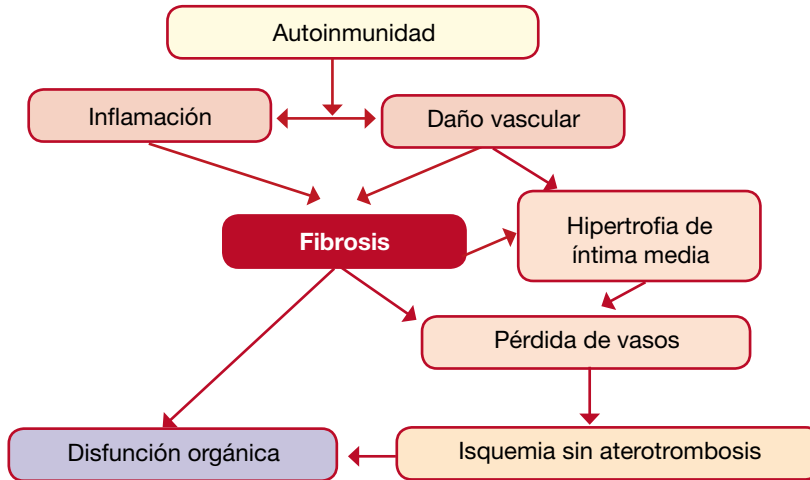 Autoinmunidad
Inflamación
Daño vascular
Fibrosis
Hipertrofia de
íntima media
Pérdida de vasos
Disfunción orgánica
Isquemia sin aterotrombosis